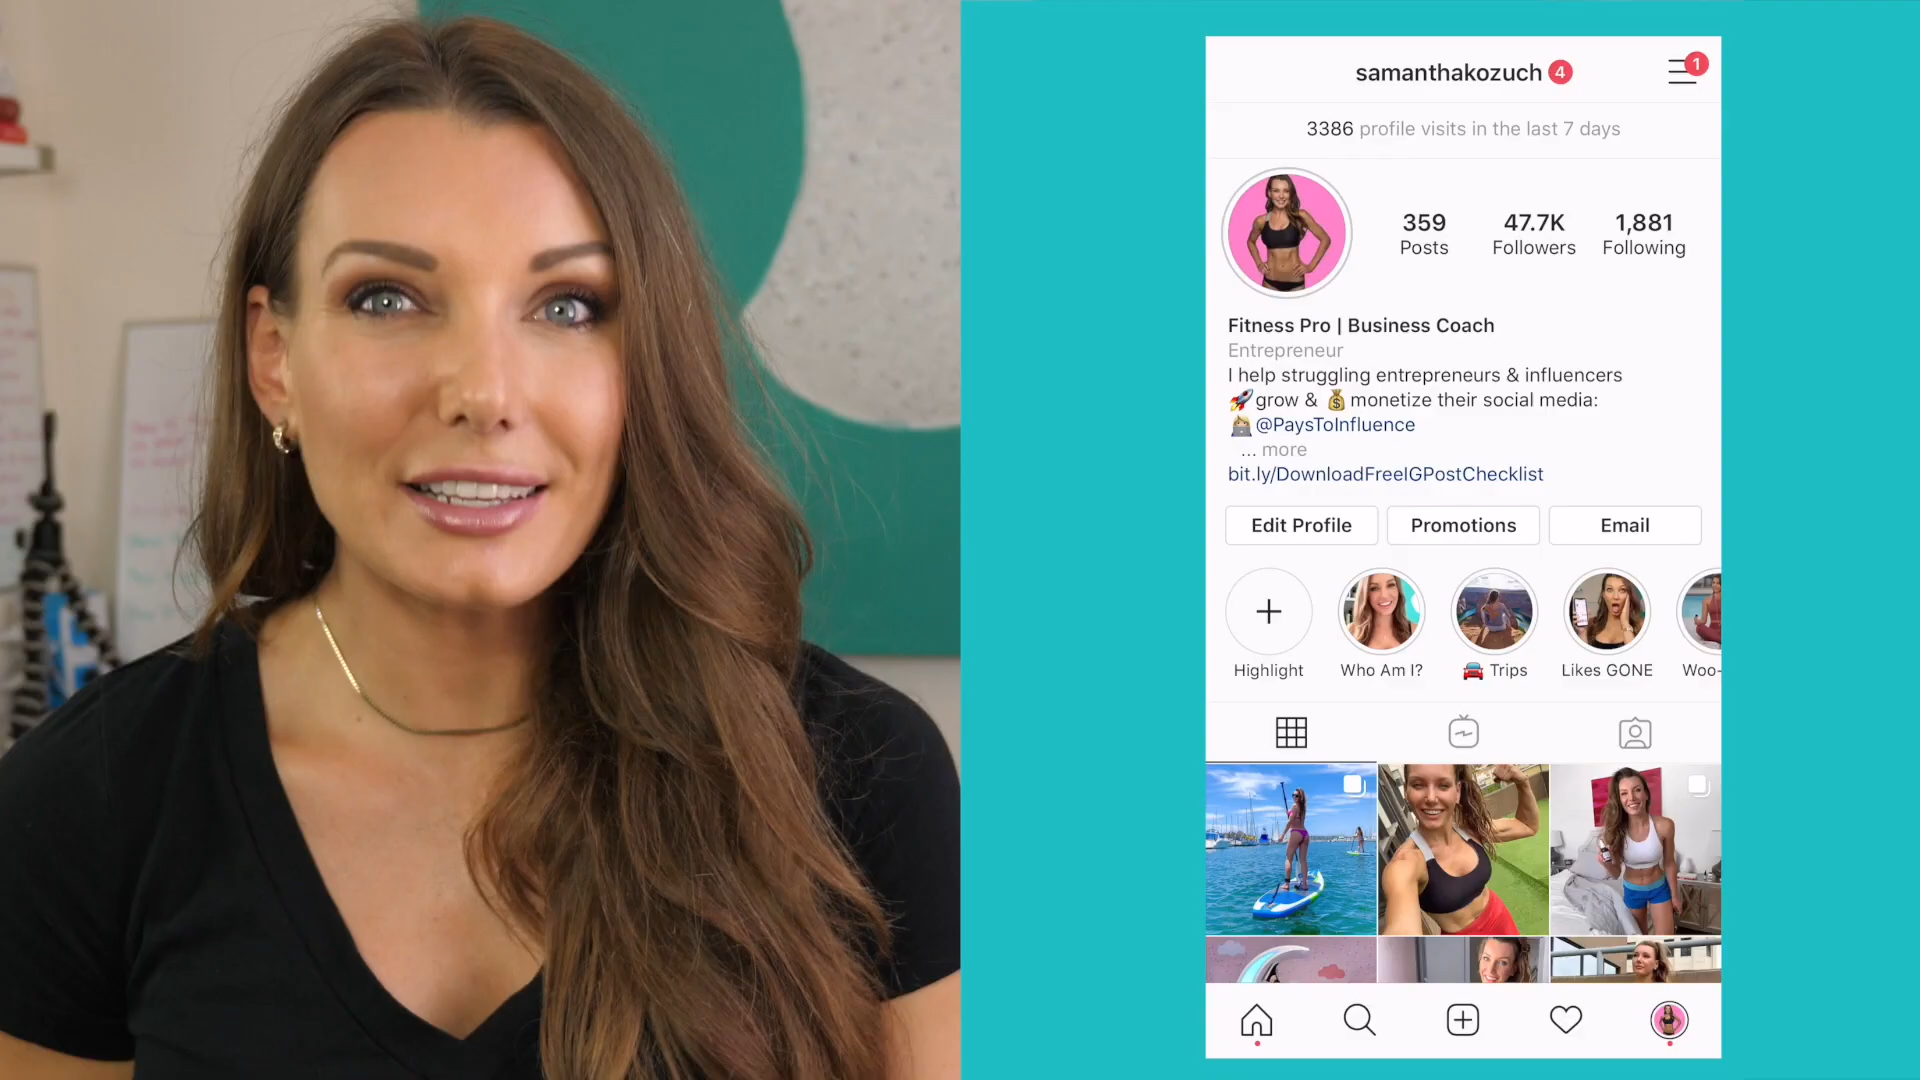 samanthakozuch 4
1
3386 profile visits in the last 7 days
359 47.7K 1,881
Posts Followers Following
Fitness Pro | Business Coach
Entrepreneur
I help struggling entrepreneurs & influencers
🚀grow & 💰monetize their social media:
👩🏼‍💻@PaysToInfluence
... more
bit.ly/DownloadFreeIGPostChecklist
Edit Profile Promotions Email
Highlight Who Am I? 🚘 Trips Likes GONE Woo-